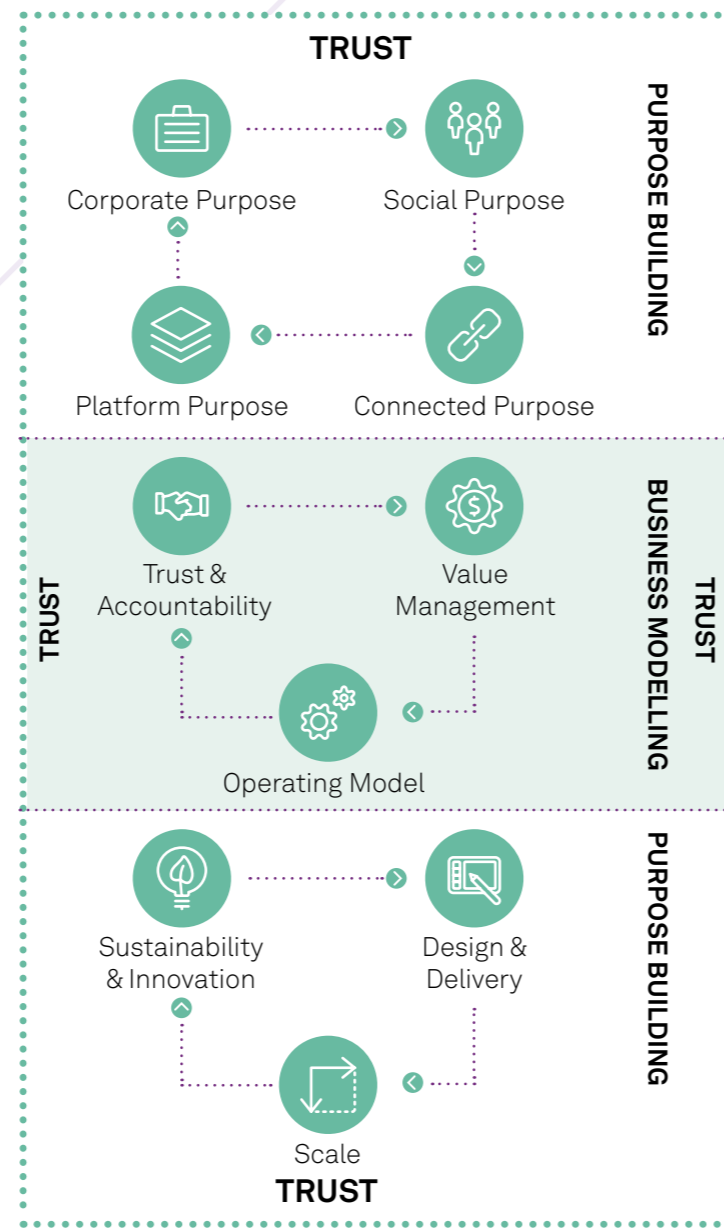 TRUST
PURPOSE BUILDING
Corporate Purpose
Social Purpose
Platform Purpose
Connected Purpose
TRUST
BUSINESS MODELLING
TRUST
Trust &
Accountability
Value
Management
$
Operating Model
PURPOSE BUILDING
Sustainability
& Innovation
Design &
Delivery
Scale
TRUST